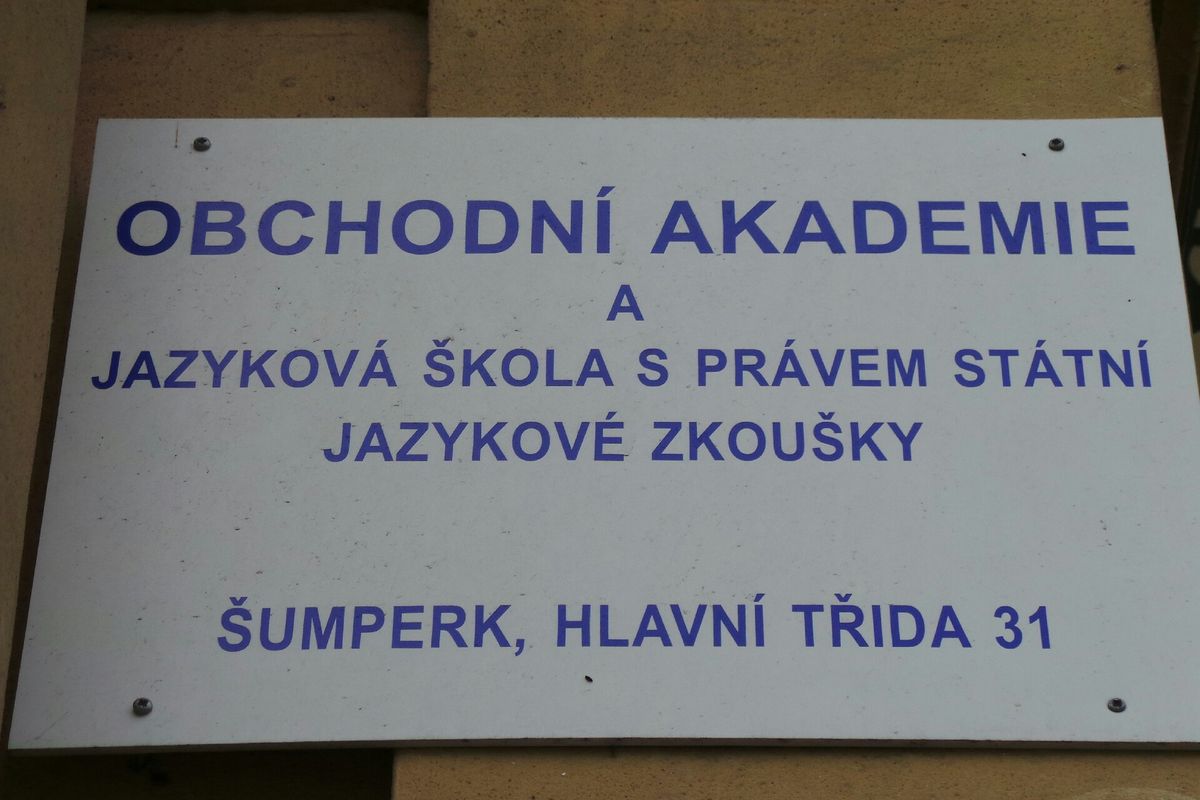 OBCHODNÍ AKADEMIE
A
JAZYKOVÁ ŠKOLA S PRÁVEM STÁTNÍ
JAZYKOVÉ ZKOUŠKY
ŠUMPERK, HLAVNÍ TŘIDA 31